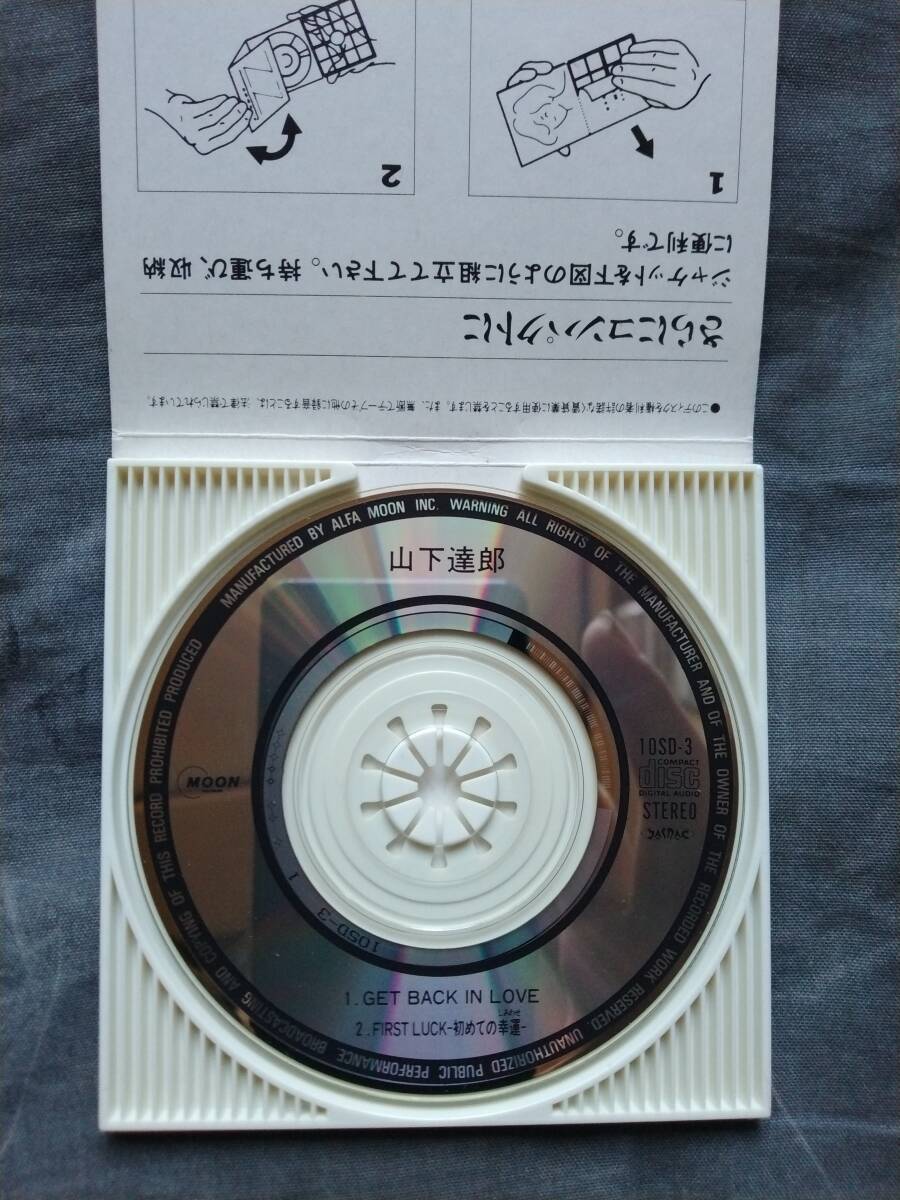 さらにコンパクトに
ジャケットを下図のように組立てて下さい。持ち運び、収納
に便利です。
1
2
●このディスクを権利者の許諾なく賃貸業に使用することを禁じます。また、無断でテープその他に録音することは、法律で禁じられています。
MANUFACTURED BY ALFA MOON INC. WARNING ALL RIGHTS OF THE MANUFACTURER AND OF THE OWNER OF THE RECORDED WORK RESERVED. UNAUTHORIZED PUBLIC PERFORMANCE, BROADCASTING AND COPYING OF THIS RECORD PROHIBITED PRODUCED
山下達郎
MOON
10SD-3
COMPACT
disc
DIGITAL AUDIO
STEREO
10SD-3 1
1. GET BACK IN LOVE
2. FIRST LUCK-初めての幸運-